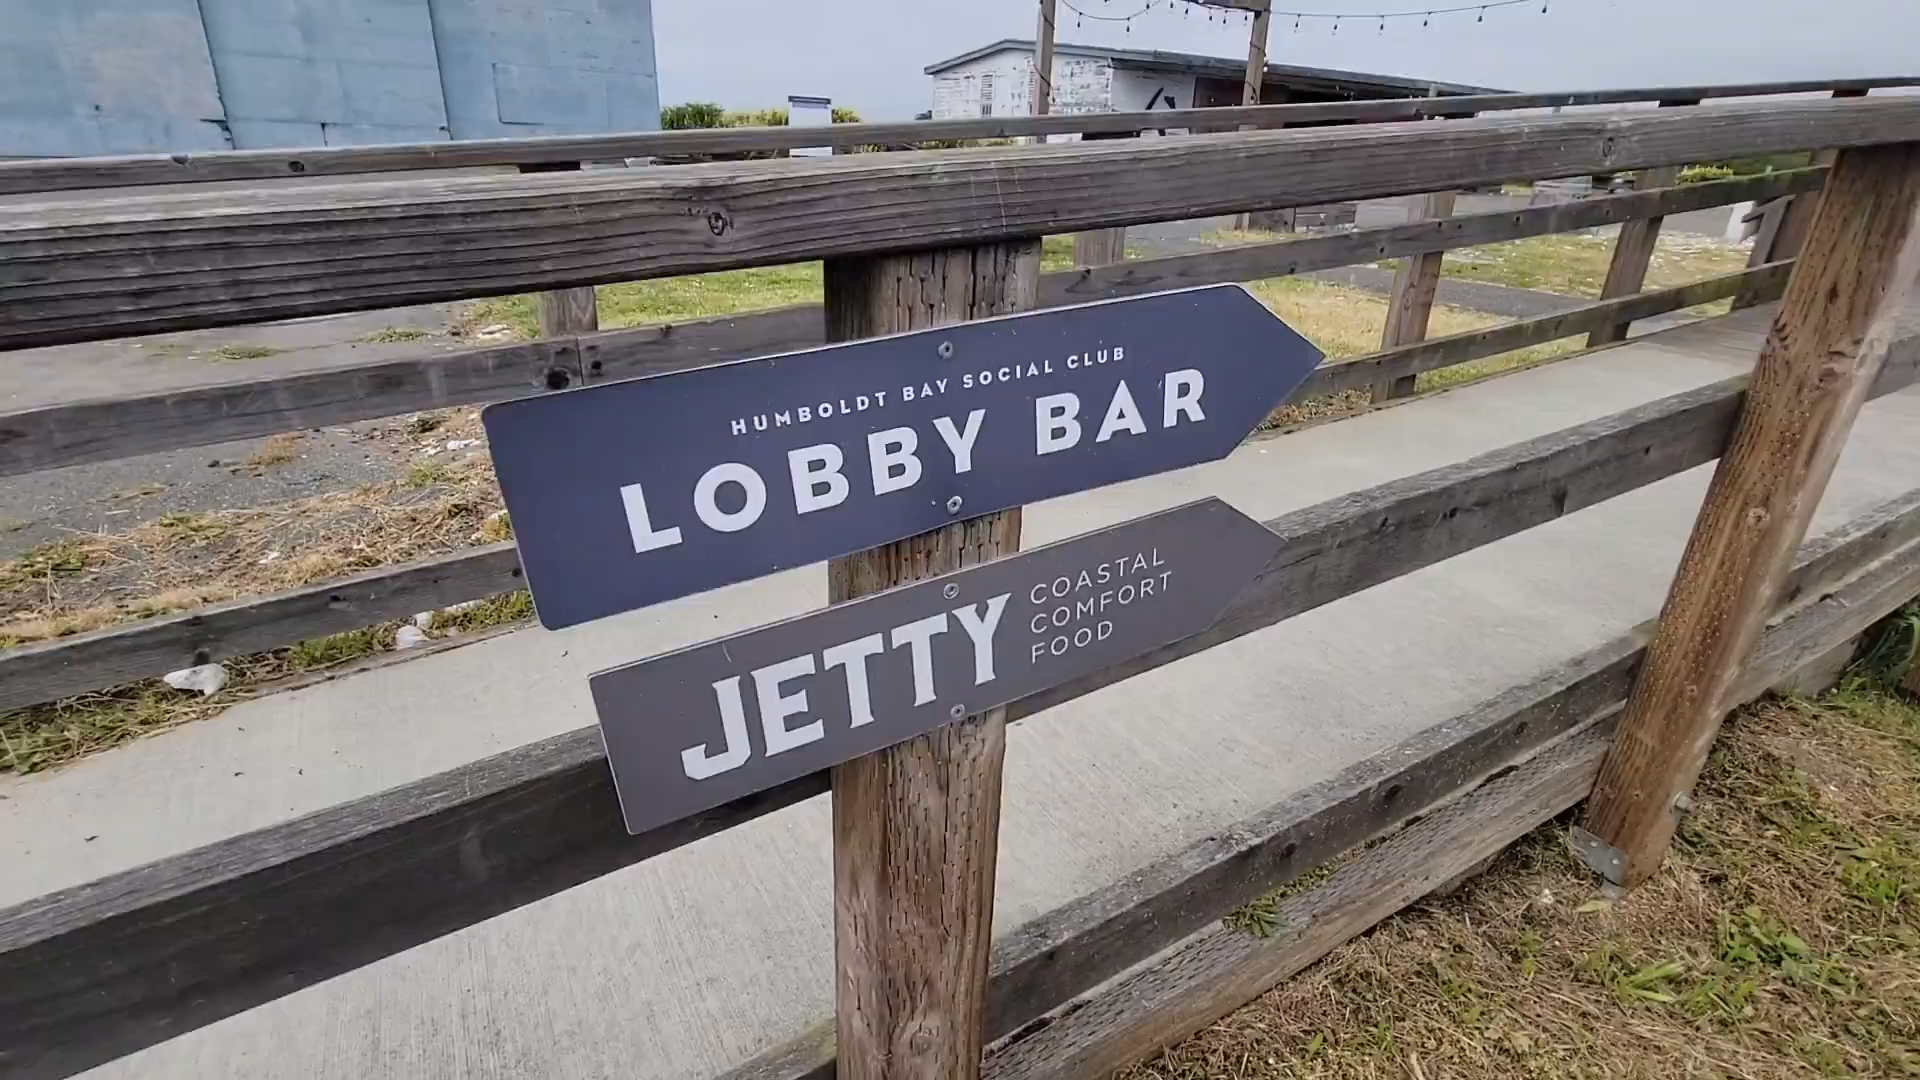 HUMBOLDT BAY SOCIAL CLUB
LOBBY BAR
JETTY
COASTAL
COMFORT
FOOD